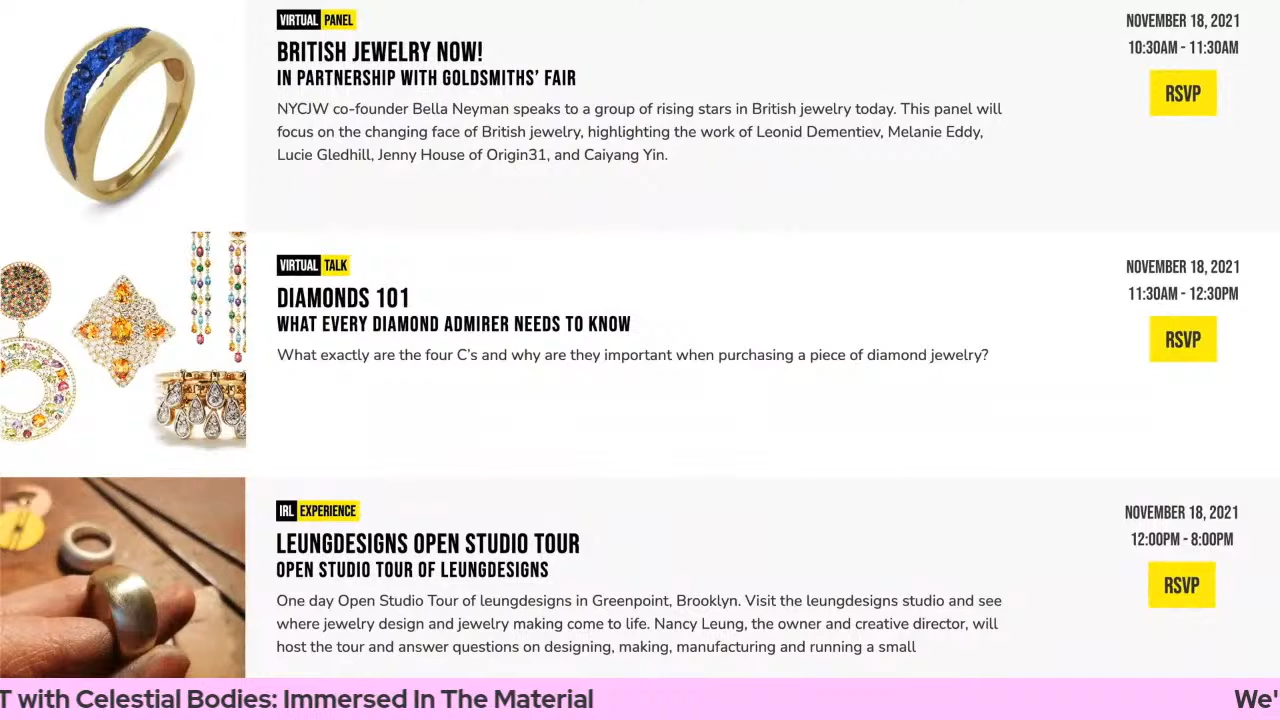 VIRTUAL PANEL
BRITISH JEWELRY NOW!
IN PARTNERSHIP WITH GOLDSMITHS’ FAIR
NYCJW co-founder Bella Neyman speaks to a group of rising stars in British jewelry today. This panel will
focus on the changing face of British jewelry, highlighting the work of Leonid Dementiev, Melanie Eddy,
Lucie Gledhill, Jenny House of Origin31, and Caiyang Yin.
NOVEMBER 18, 2021
10:30AM - 11:30AM
RSVP
VIRTUAL TALK
DIAMONDS 101
WHAT EVERY DIAMOND ADMIRER NEEDS TO KNOW
What exactly are the four C’s and why are they important when purchasing a piece of diamond jewelry?
NOVEMBER 18, 2021
11:30AM - 12:30PM
RSVP
IRL EXPERIENCE
LEUNGDESIGNS OPEN STUDIO TOUR
OPEN STUDIO TOUR OF LEUNGDESIGNS
One day Open Studio Tour of leungdesigns in Greenpoint, Brooklyn. Visit the leungdesigns studio and see
where jewelry design and jewelry making come to life. Nancy Leung, the owner and creative director, will
host the tour and answer questions on designing, making, manufacturing and running a small
NOVEMBER 18, 2021
12:00PM - 8:00PM
RSVP
T with Celestial Bodies: Immersed In The Material We'